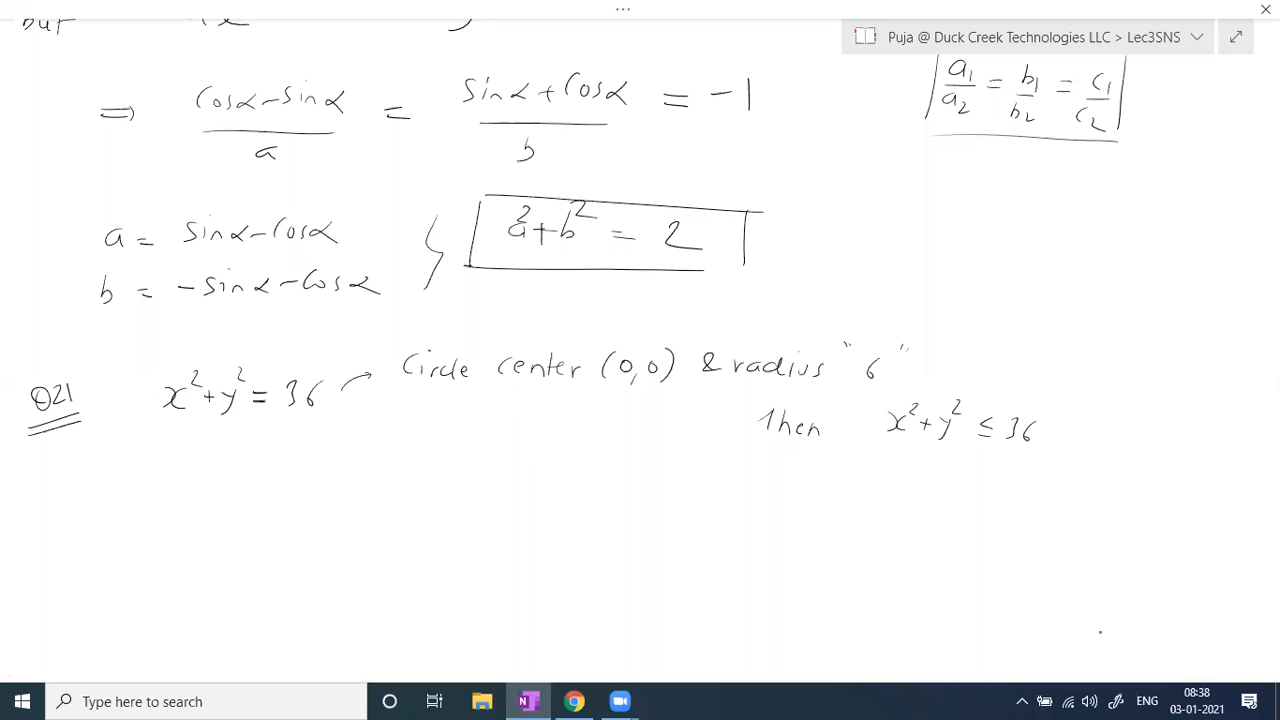 but
Puja @ Duck Creek Technologies LLC > Lec3SNS
a₁/a₂ = b₁/b₂ = c₁/c₂
⇒ (Cosα - Sinα)/a = (Sinα + Cosα)/b = -1
a = Sinα - Cosα
b = -Sinα - Cosα
a² + b² = 2
Q21 x² + y² = 36 → Circle center (0,0) & radius "6"
Then x² + y² ≤ 36
Type here to search
ENG
08:38
03-01-2021